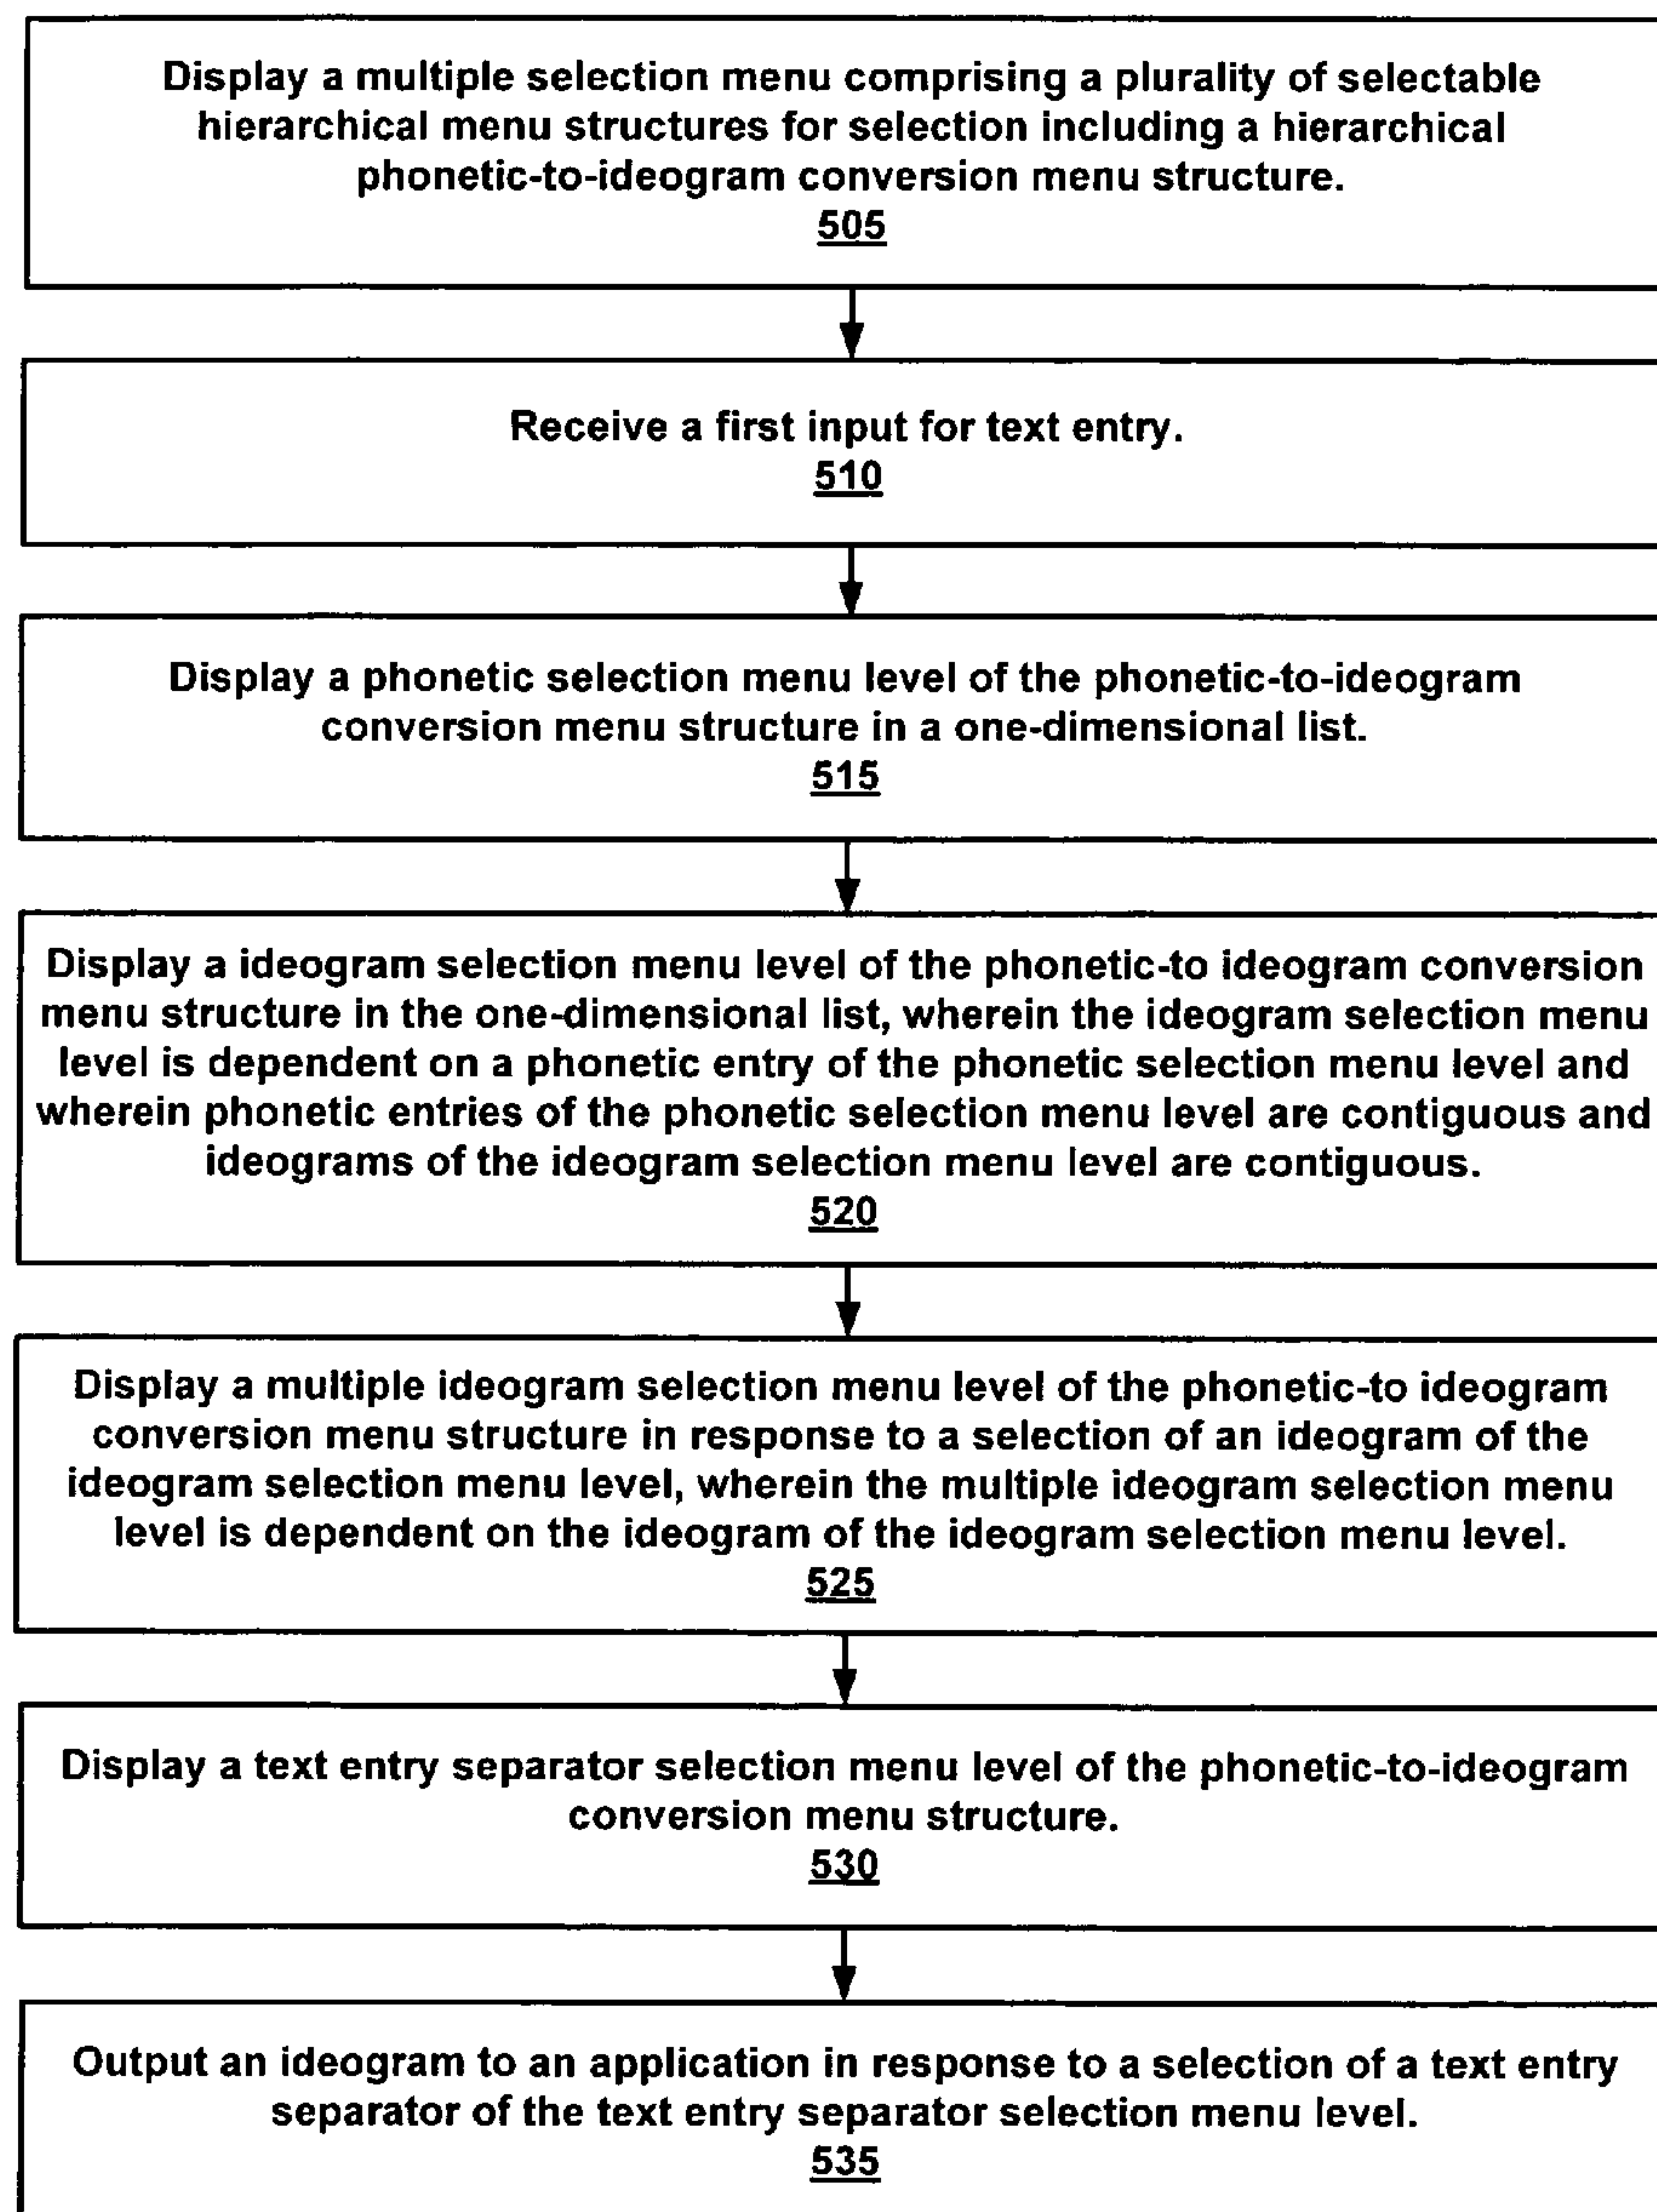 Display a multiple selection menu comprising a plurality of selectable
hierarchical menu structures for selection including a hierarchical
phonetic-to-ideogram conversion menu structure.
505
Receive a first input for text entry.
510
Display a phonetic selection menu level of the phonetic-to-ideogram
conversion menu structure in a one-dimensional list.
515
Display a ideogram selection menu level of the phonetic-to ideogram conversion
menu structure in the one-dimensional list, wherein the ideogram selection menu
level is dependent on a phonetic entry of the phonetic selection menu level and
wherein phonetic entries of the phonetic selection menu level are contiguous and
ideograms of the ideogram selection menu level are contiguous.
520
Display a multiple ideogram selection menu level of the phonetic-to ideogram
conversion menu structure in response to a selection of an ideogram of the
ideogram selection menu level, wherein the multiple ideogram selection menu
level is dependent on the ideogram of the ideogram selection menu level.
525
Display a text entry separator selection menu level of the phonetic-to-ideogram
conversion menu structure.
530
Output an ideogram to an application in response to a selection of a text entry
separator of the text entry separator selection menu level.
535